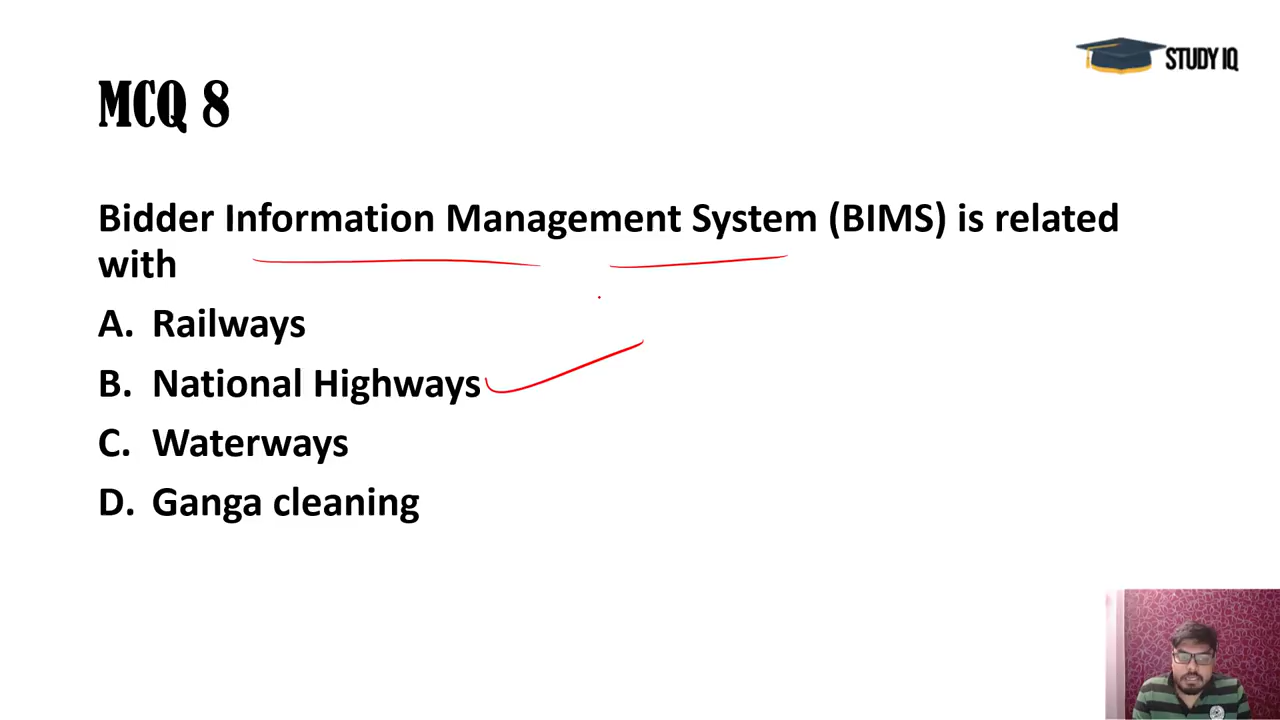 STUDY IQ
MCQ 8
Bidder Information Management System (BIMS) is related
with
A. Railways
B. National Highways
C. Waterways
D. Ganga cleaning